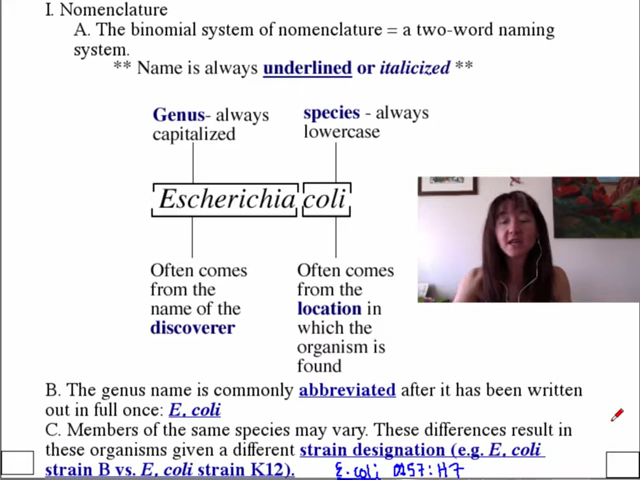 I. Nomenclature
A. The binomial system of nomenclature = a two-word naming
system.
** Name is always underlined or italicized **
Genus- always
capitalized
species - always
lowercase
Escherichia coli
Often comes
from the
name of the
discoverer
Often comes
from the
location in
which the
organism is
found
B. The genus name is commonly abbreviated after it has been written
out in full once: E. coli
C. Members of the same species may vary. These differences result in
these organisms given a different strain designation (e.g. E. coli
strain B vs. E. coli strain K12). E. coli O157:H7